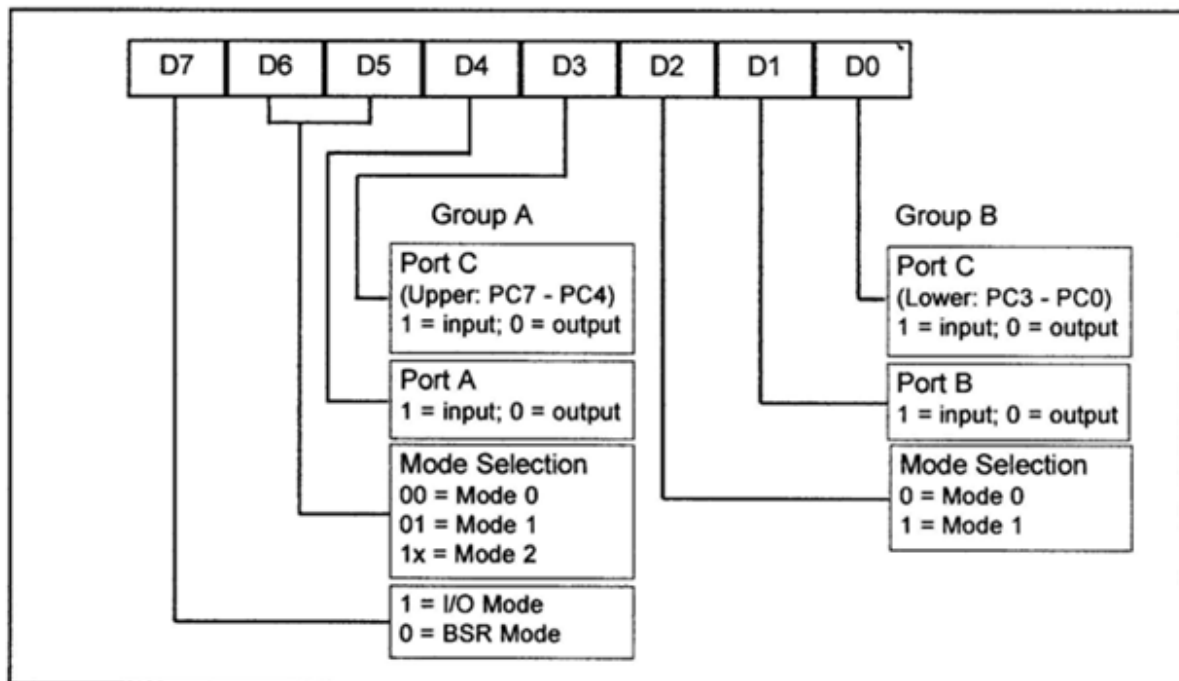 D7 D6 D5 D4 D3 D2 D1 D0
Group A
Port C
(Upper: PC7 - PC4)
1 = input; 0 = output
Port A
1 = input; 0 = output
Mode Selection
00 = Mode 0
01 = Mode 1
1x = Mode 2
1 = I/O Mode
0 = BSR Mode
Group B
Port C
(Lower: PC3 - PC0)
1 = input; 0 = output
Port B
1 = input; 0 = output
Mode Selection
0 = Mode 0
1 = Mode 1